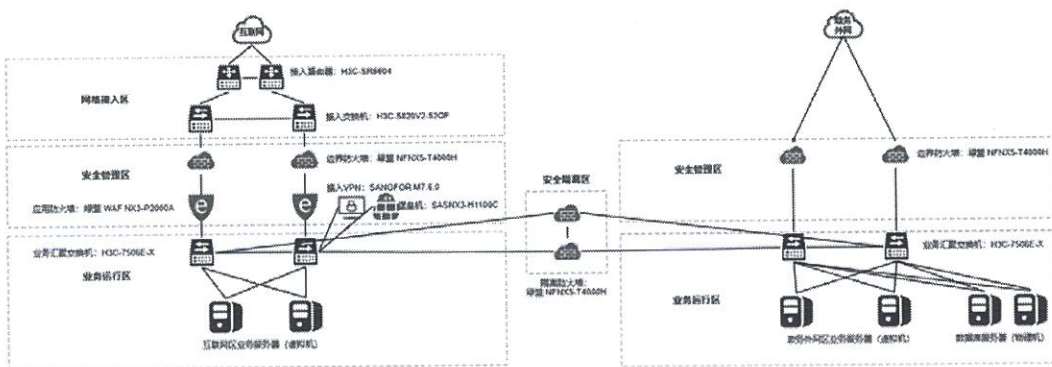 互联网
政务
外网
接入路由器：H3C-SR6604
网络接入区
接入交换机：H3C-5820V2-52QF
边界防火墙：绿盟 NFNX5-T4000H
边界防火墙：绿盟 NFNX5-T4000H
安全管理区
安全管理区
安全隔离区
接入VPN：SANGFOR M7.6.0
应用防火墙：绿盟 WAF NX3-P2000A
堡垒机：SASNX3-H1100C
业务汇聚交换机：H3C-7506E-X
业务汇聚交换机：H3C-7506E-X
业务运行区
隔离防火墙：
绿盟 NFNX5-T4000H
业务运行区
互联网区业务服务器（虚拟机）
政务外网区业务服务器（虚拟机）
数据库服务器（物理机）